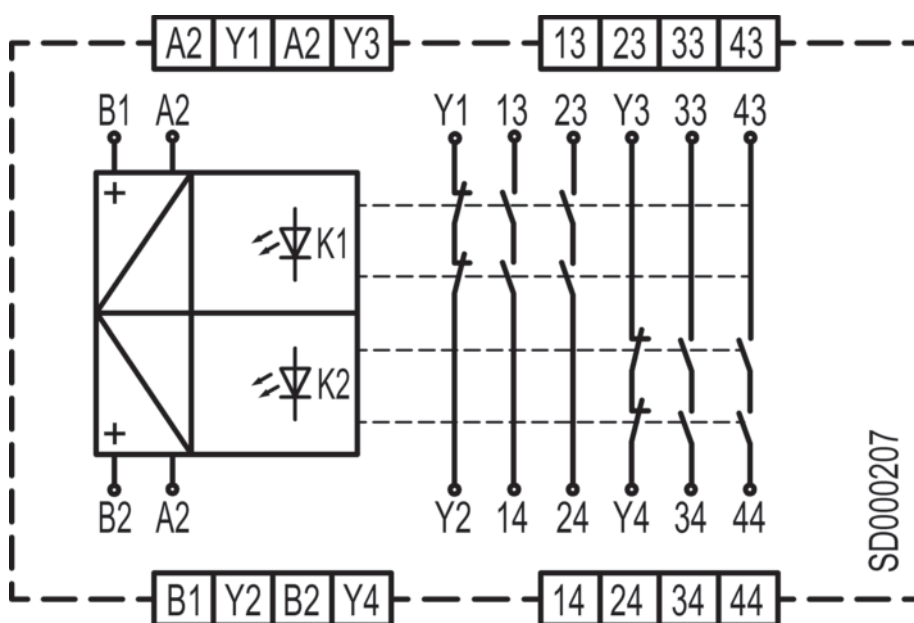 A2 Y1 A2 Y3 13 23 33 43
B1 A2 Y1 13 23 Y3 33 43
+
K1
K2
+
B2 A2 Y2 14 24 Y4 34 44
SD000207
B1 Y2 B2 Y4 14 24 34 44